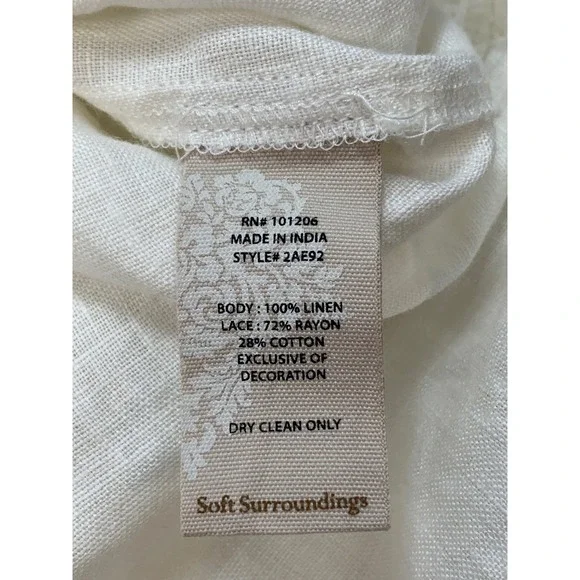 RN# 101206
MADE IN INDIA
STYLE# 2AE92
BODY : 100% LINEN
LACE : 72% RAYON
28% COTTON
EXCLUSIVE OF
DECORATION
DRY CLEAN ONLY
Soft Surroundings